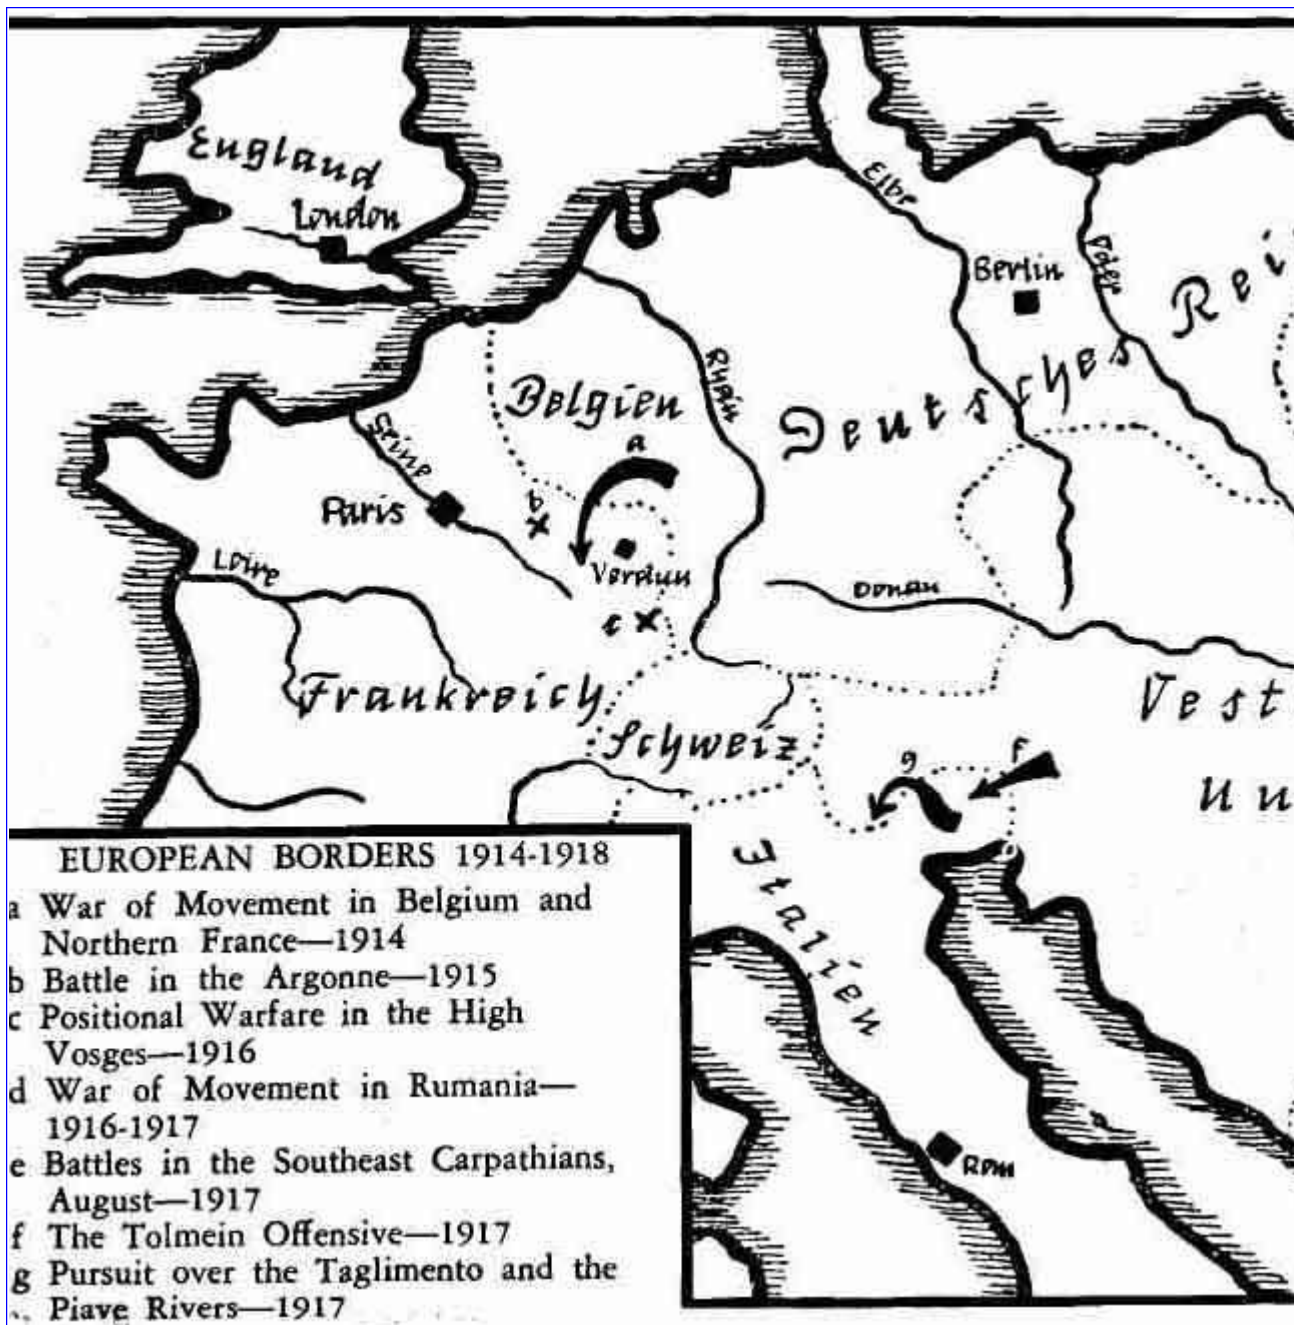 England
London
Elbe
Oder
Berlin
Rei
Deutsches
Rhein
Belgien
a
Seine
b
Paris
Verdun
Loire
Donau
c
Frankreich
Schweiz
Vest
g
f
Un
Italien
Rom
EUROPEAN BORDERS 1914-1918
a War of Movement in Belgium and
Northern France—1914
b Battle in the Argonne—1915
c Positional Warfare in the High
Vosges—1916
d War of Movement in Rumania—
1916-1917
e Battles in the Southeast Carpathians,
August—1917
f The Tolmein Offensive—1917
g Pursuit over the Taglimento and the
Piave Rivers—1917